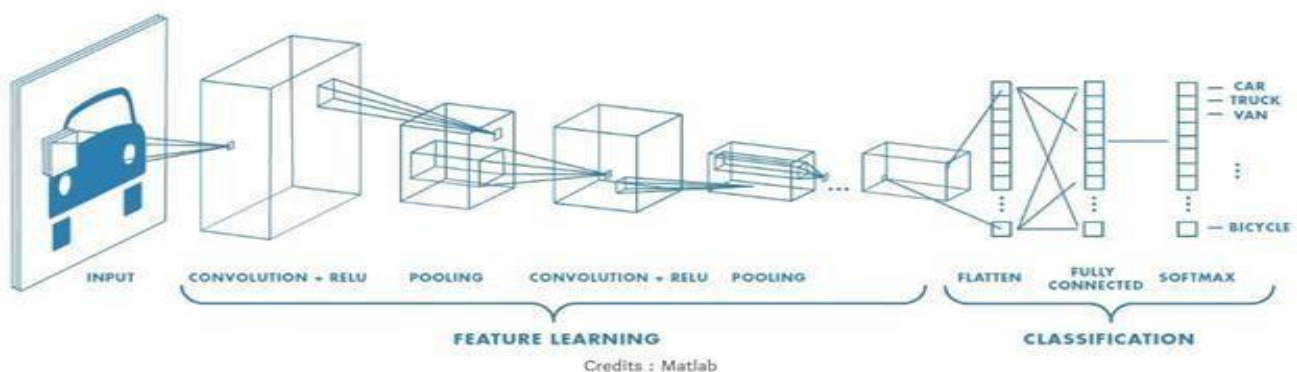 CAR
TRUCK
VAN
BICYCLE
INPUT
CONVOLUTION + RELU
POOLING
CONVOLUTION + RELU
POOLING
FLATTEN
FULLY
CONNECTED
SOFTMAX
FEATURE LEARNING
CLASSIFICATION
Credits : Matlab